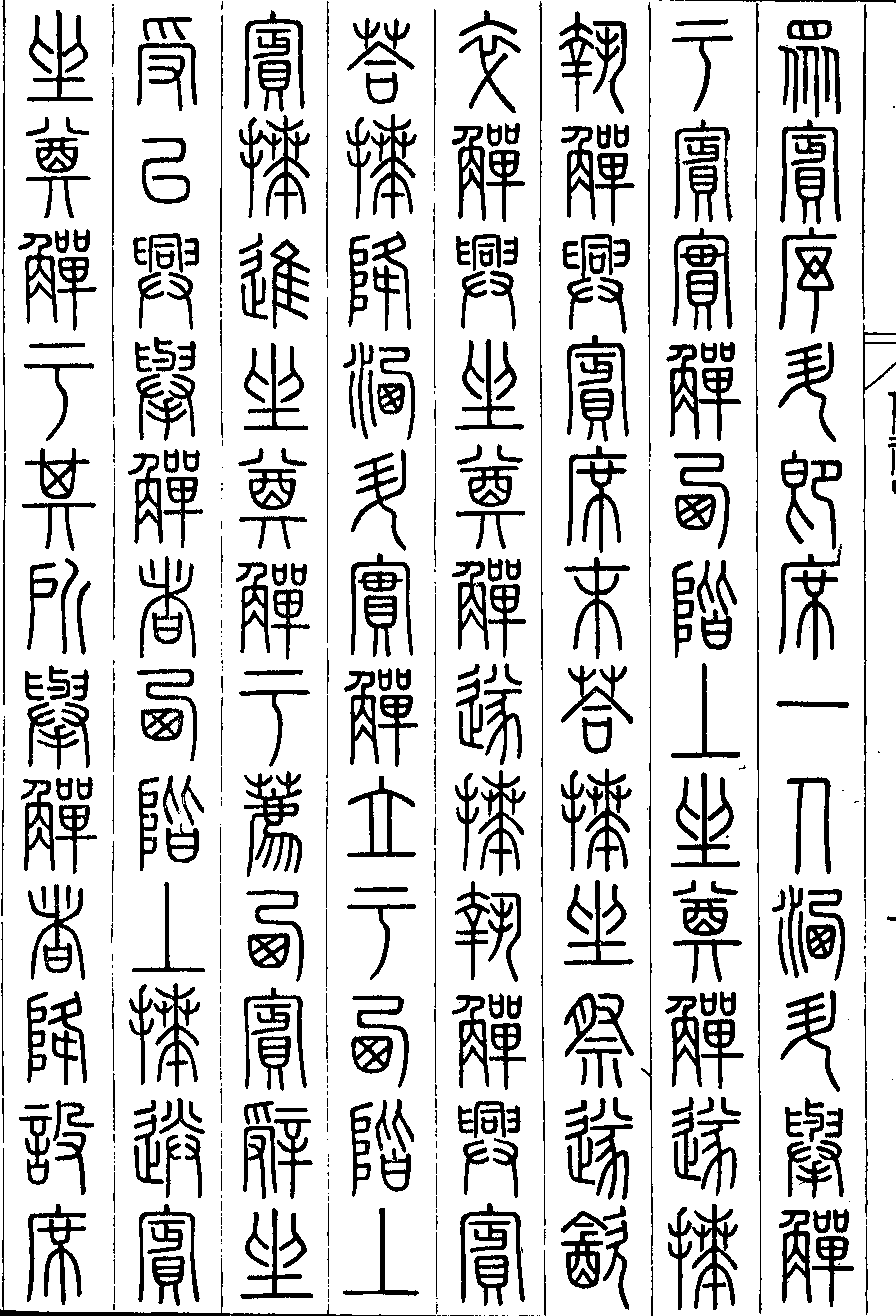 眾賓序升即席一人洗升舉觶
于賓實觶西階上坐奠觶遂拜
執觶興賓席末答拜坐祭遂飲
卒觶興坐奠觶遂拜執觶興賓
答拜降洗升實觶立于西階上
賓拜進坐奠觶于薦西賓辭坐
受以興舉觶者西階上拜送賓
坐奠觶于其所舉觶者降設席